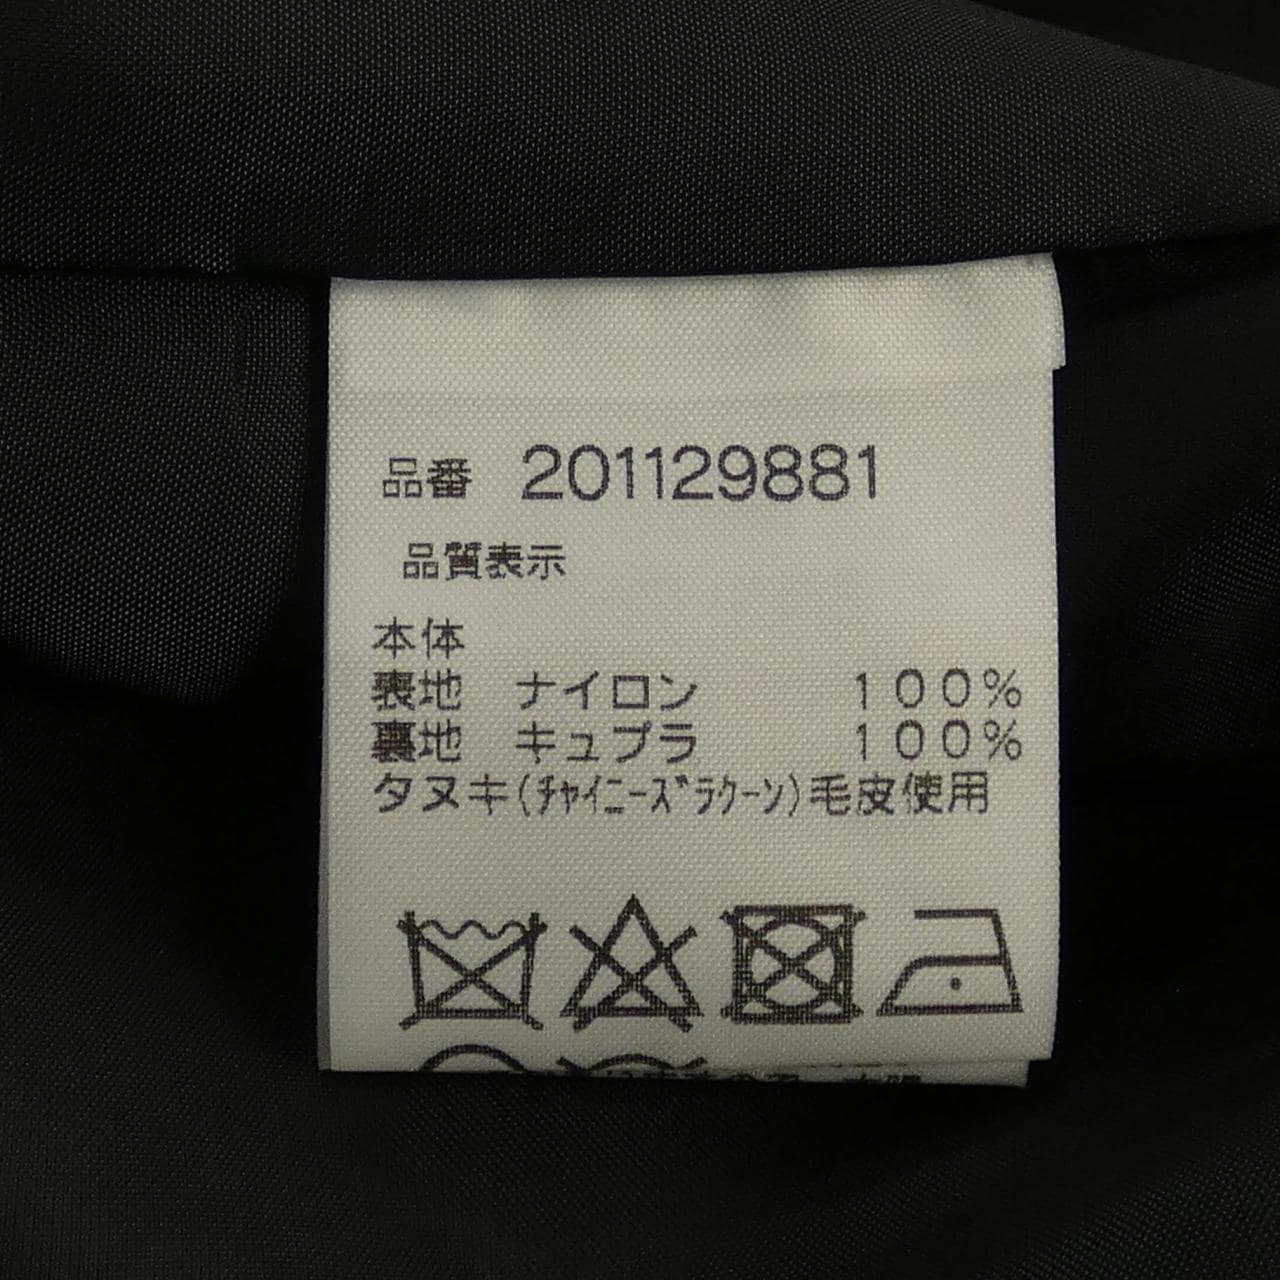 品番 201129881
品質表示
本体
表地 ナイロン 100%
裏地 キュプラ 100%
タヌキ(ﾁｬｲﾆｰｽﾞﾗｸｰﾝ)毛皮使用